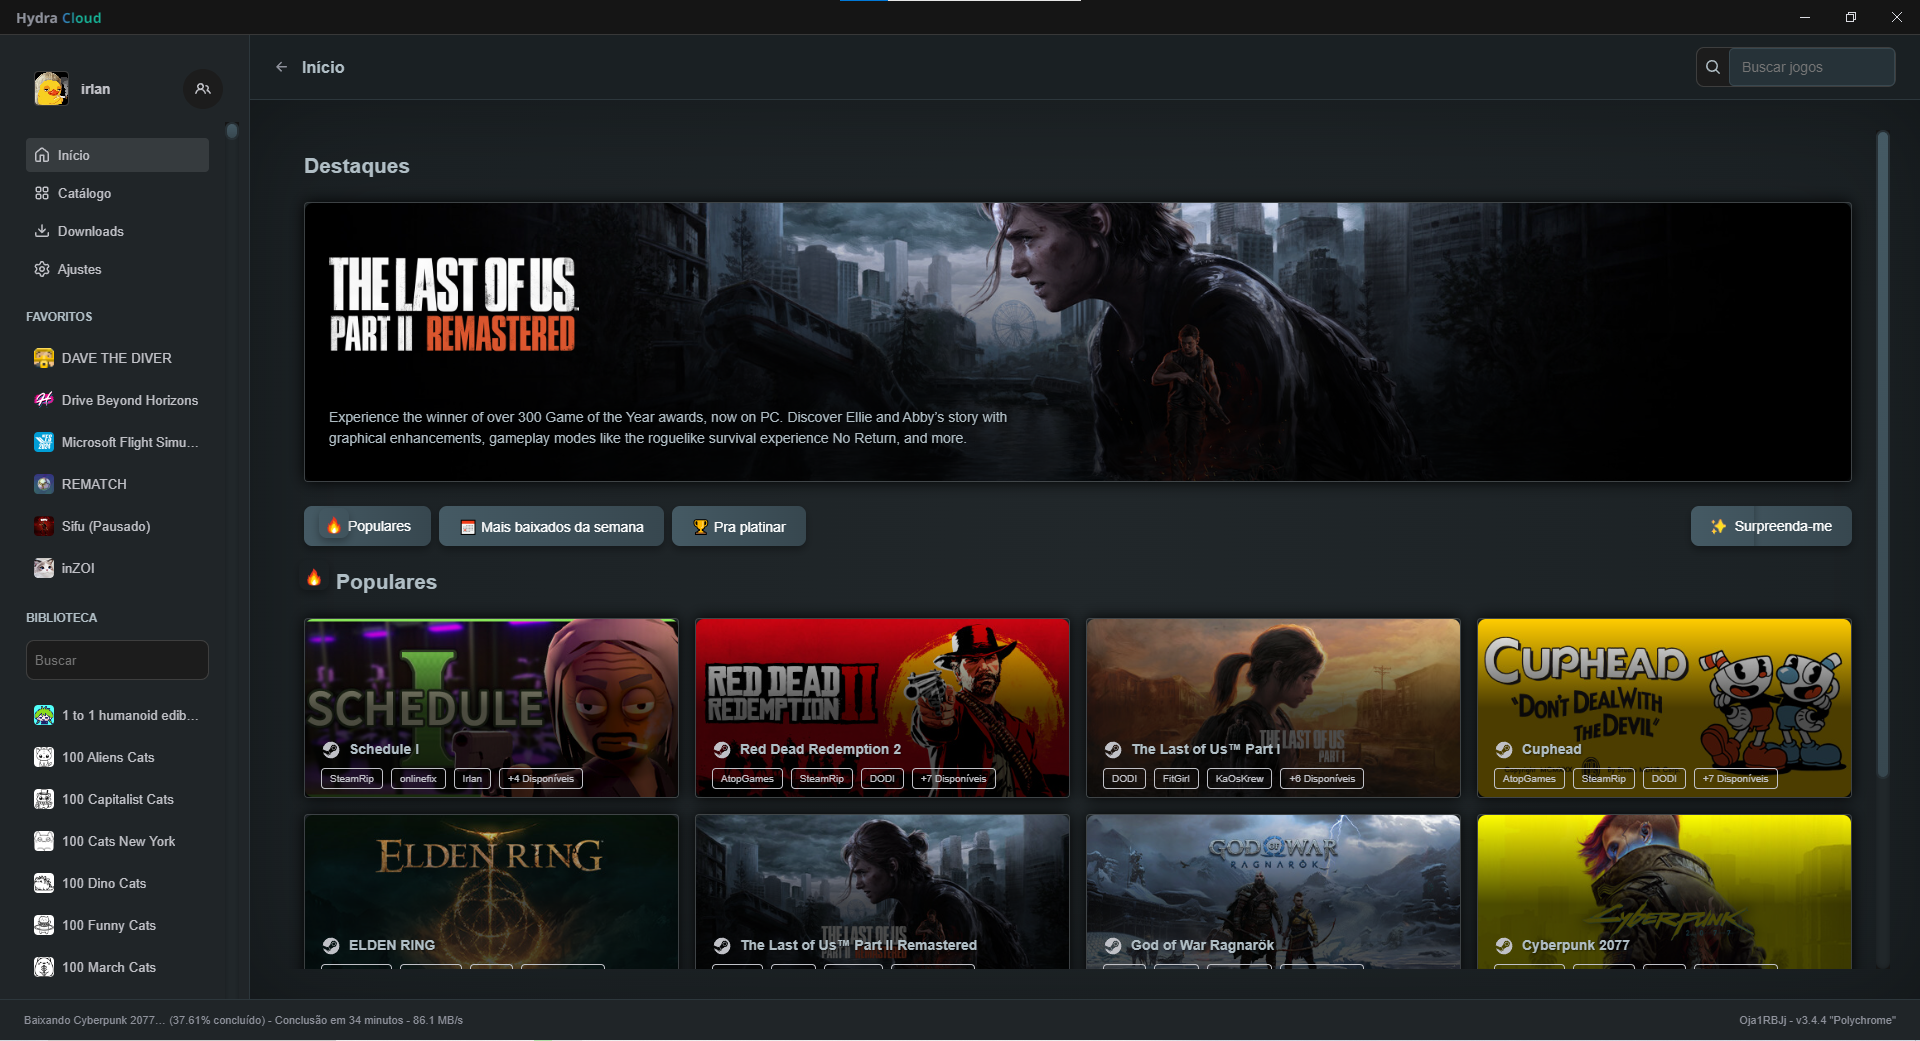 Hydra Cloud
irlan
Início
Catálogo
Downloads
Ajustes
FAVORITOS
DAVE THE DIVER
Drive Beyond Horizons
Microsoft Flight Simu...
REMATCH
Sifu (Pausado)
inZOI
BIBLIOTECA
Buscar
1 to 1 humanoid edib...
100 Aliens Cats
100 Capitalist Cats
100 Cats New York
100 Dino Cats
100 Funny Cats
100 March Cats
Início
Buscar jogos
Destaques
THE LAST OF US
PART II REMASTERED
Experience the winner of over 300 Game of the Year awards, now on PC. Discover Ellie and Abby's story with
graphical enhancements, gameplay modes like the roguelike survival experience No Return, and more.
Populares
Mais baixados da semana
Pra platinar
Surpreenda-me
Populares
I
SCHEDULE
Schedule I
SteamRip onlinefix Irlan +4 Disponíveis
RED DEAD
REDEMPTION II
Red Dead Redemption 2
AtopGames SteamRip DODI +7 Disponíveis
THE LAST OF US
PART I
The Last of Us™ Part I
DODI FitGirl KaOsKrew +6 Disponíveis
CUPHEAD
"DON'T DEAL WITH
THE DEVIL"
Cuphead
AtopGames SteamRip DODI +7 Disponíveis
ELDEN RING
ELDEN RING
THE LAST OF US
The Last of Us™ Part II Remastered
GOD OF WAR
RAGNARÖK
God of War Ragnarök
Cyberpunk
Cyberpunk 2077
Baixando Cyberpunk 2077... (37.61% concluído) - Conclusão em 34 minutos - 86.1 MB/s
Oja1RBJj - v3.4.4 "Polychrome"